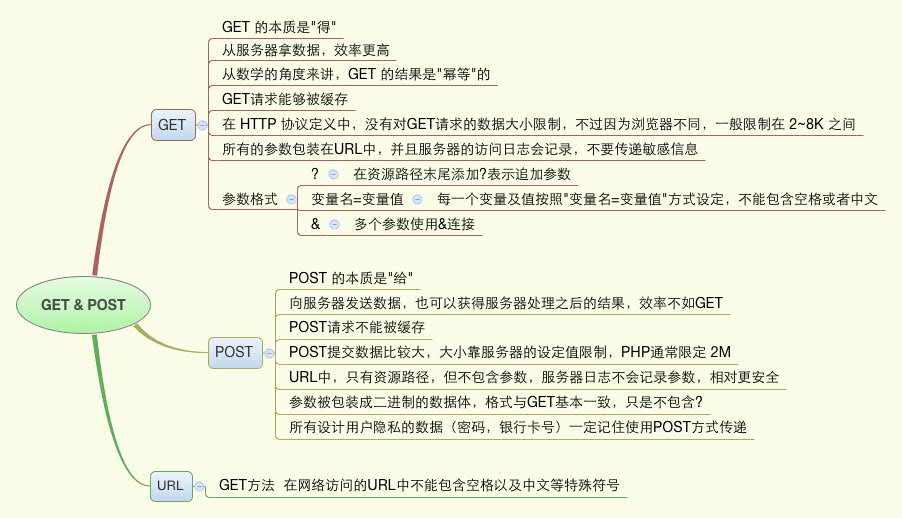 GET & POST
GET
GET 的本质是"得"
从服务器拿数据，效率更高
从数学的角度来讲，GET 的结果是"幂等"的
GET请求能够被缓存
在 HTTP 协议定义中，没有对GET请求的数据大小限制，不过因为浏览器不同，一般限制在 2~8K 之间
所有的参数包装在URL中，并且服务器的访问日志会记录，不要传递敏感信息
参数格式
? 在资源路径末尾添加?表示追加参数
变量名=变量值 每一个变量及值按照"变量名=变量值"方式设定，不能包含空格或者中文
& 多个参数使用&连接
POST
POST 的本质是"给"
向服务器发送数据，也可以获得服务器处理之后的结果，效率不如GET
POST请求不能被缓存
POST提交数据比较大，大小靠服务器的设定值限制，PHP通常限定 2M
URL中，只有资源路径，但不包含参数，服务器日志不会记录参数，相对更安全
参数被包装成二进制的数据体，格式与GET基本一致，只是不包含?
所有设计用户隐私的数据（密码，银行卡号）一定记住使用POST方式传递
URL
GET方法 在网络访问的URL中不能包含空格以及中文等特殊符号